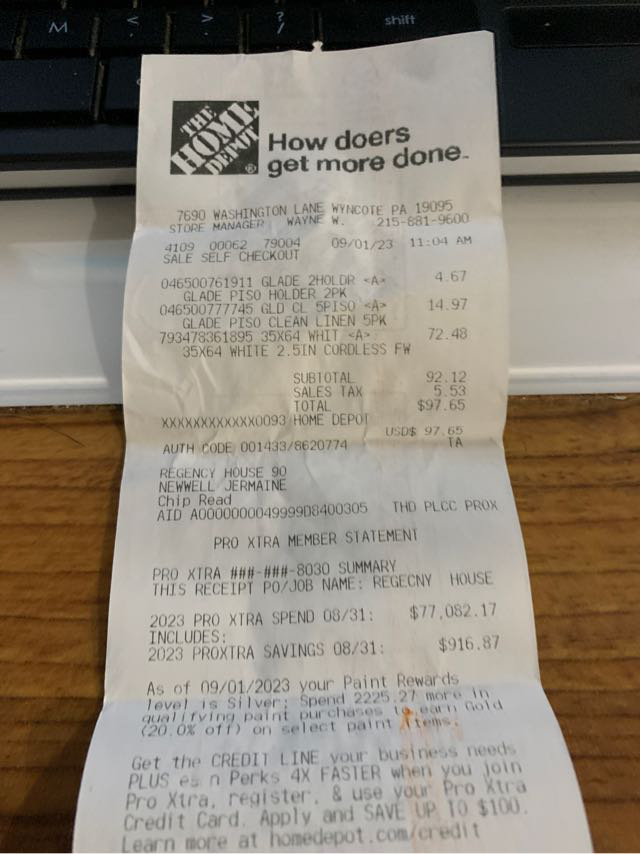 M
<
>
?
/
shift
THE
HOME
DEPOT
®
How doers
get more done.
7690 WASHINGTON LANE WYNCOTE PA 19095
STORE MANAGER WAYNE W. 215-881-9600
4109 00062 79004 09/01/23 11:04 AM
SALE SELF CHECKOUT
046500761911 GLADE 2HOLDR <A> 4.67
GLADE PISO HOLDER 2PK
046500777745 GLD CL 5PISO <A> 14.97
GLADE PISO CLEAN LINEN 5PK
793478361895 35X64 WHIT <A> 72.48
35X64 WHITE 2.5IN CORDLESS FW
SUBTOTAL 92.12
SALES TAX 5.53
TOTAL $97.65
XXXXXXXXXXXX0093 HOME DEPOT
USD$ 97.65
AUTH CODE 001433/8620774 TA
REGENCY HOUSE 90
NEWWELL JERMAINE
Chip Read
AID A0000000049999D8400305 THD PLCC PROX
PRO XTRA MEMBER STATEMENT
PRO XTRA ###-###-8030 SUMMARY
THIS RECEIPT PO/JOB NAME: REGECNY HOUSE
2023 PRO XTRA SPEND 08/31: $77,082.17
INCLUDES:
2023 PROXTRA SAVINGS 08/31: $916.87
As of 09/01/2023 your Paint Rewards
level is Silver; Spend 2225.27 more in
qualifying paint purchases to earn Gold
(20.0% off) on select paint items.
Get the CREDIT LINE your business needs
PLUS ea n Perks 4X FASTER when you join
Pro Xtra, register, & use your Pro Xtra
Credit Card. Apply and SAVE UP TO $100.
Learn more at homedepot.com/credit